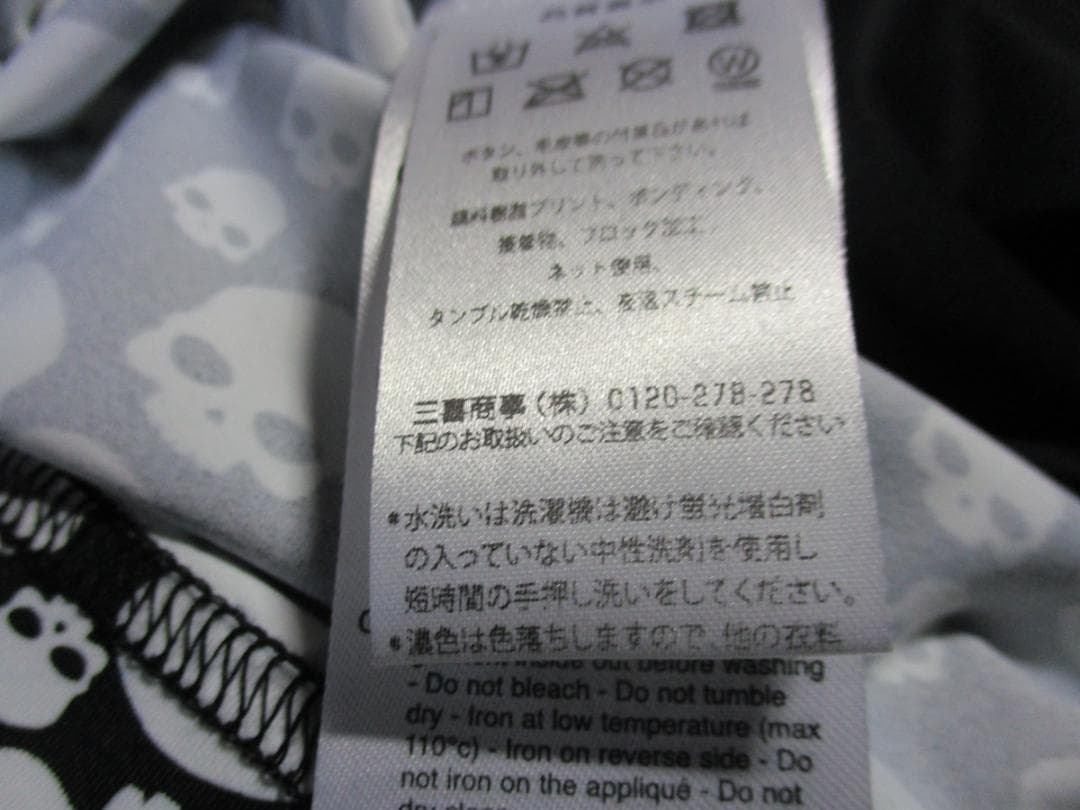 ボタン、毛皮等の付属品があれば
取り外して洗って下さい。
顔料樹脂プリント、ボンディング、
接着物、フロック加工、
ネット使用、
タンブル乾燥禁止、
スチーム禁止
三喜商事（株）0120-278-278
下記のお取扱いのご注意をご確認ください
*水洗いは洗濯機は避け蛍光増白剤
の入っていない中性洗剤を使用し
短時間の手押し洗いをしてください。
*濃色は色落ちしますので、他の衣料
inside out before washing
- Do not bleach - Do not tumble
dry - Iron at low temperature (max
110°c) - Iron on reverse side - Do
not iron on the appliqué - Do not